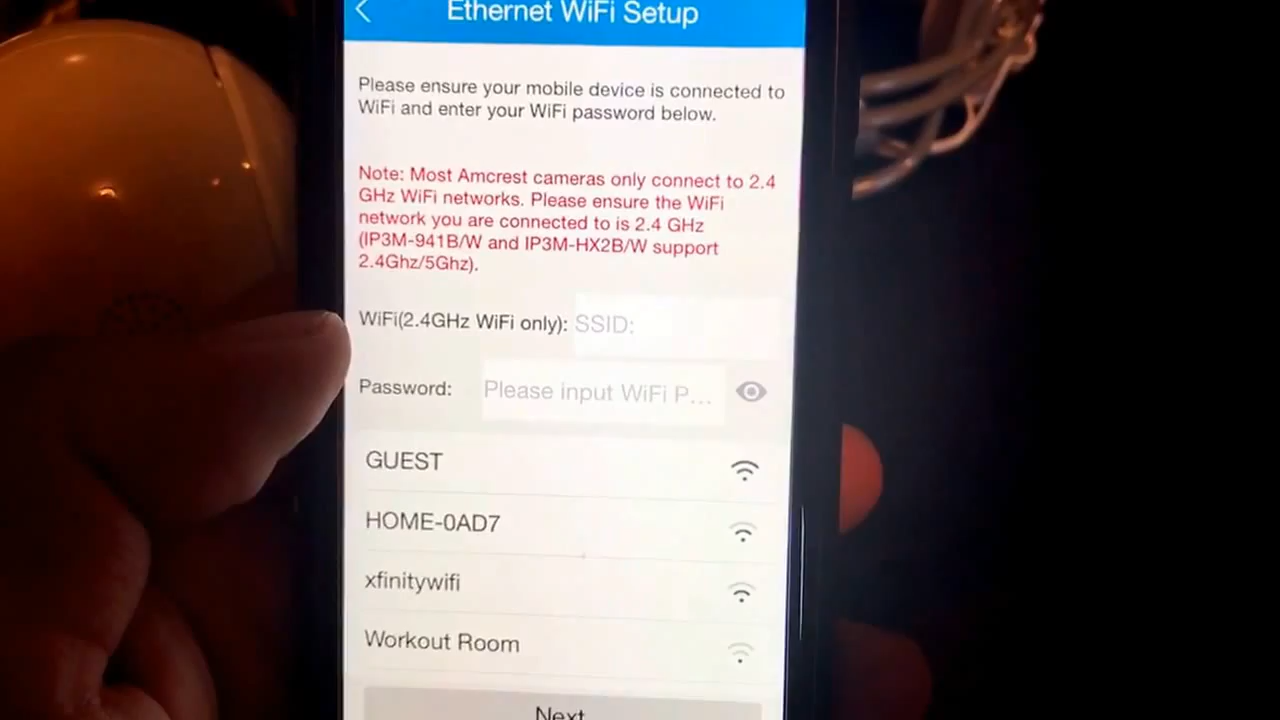 Ethernet WiFi Setup
Please ensure your mobile device is connected to
WiFi and enter your WiFi password below.
Note: Most Amcrest cameras only connect to 2.4
GHz WiFi networks. Please ensure the WiFi
network you are connected to is 2.4 GHz
(IP3M-941B/W and IP3M-HX2B/W support
2.4Ghz/5Ghz).
WiFi(2.4GHz WiFi only): SSID:
Password: Please input WiFi P...
GUEST
HOME-0AD7
xfinitywifi
Workout Room
Next